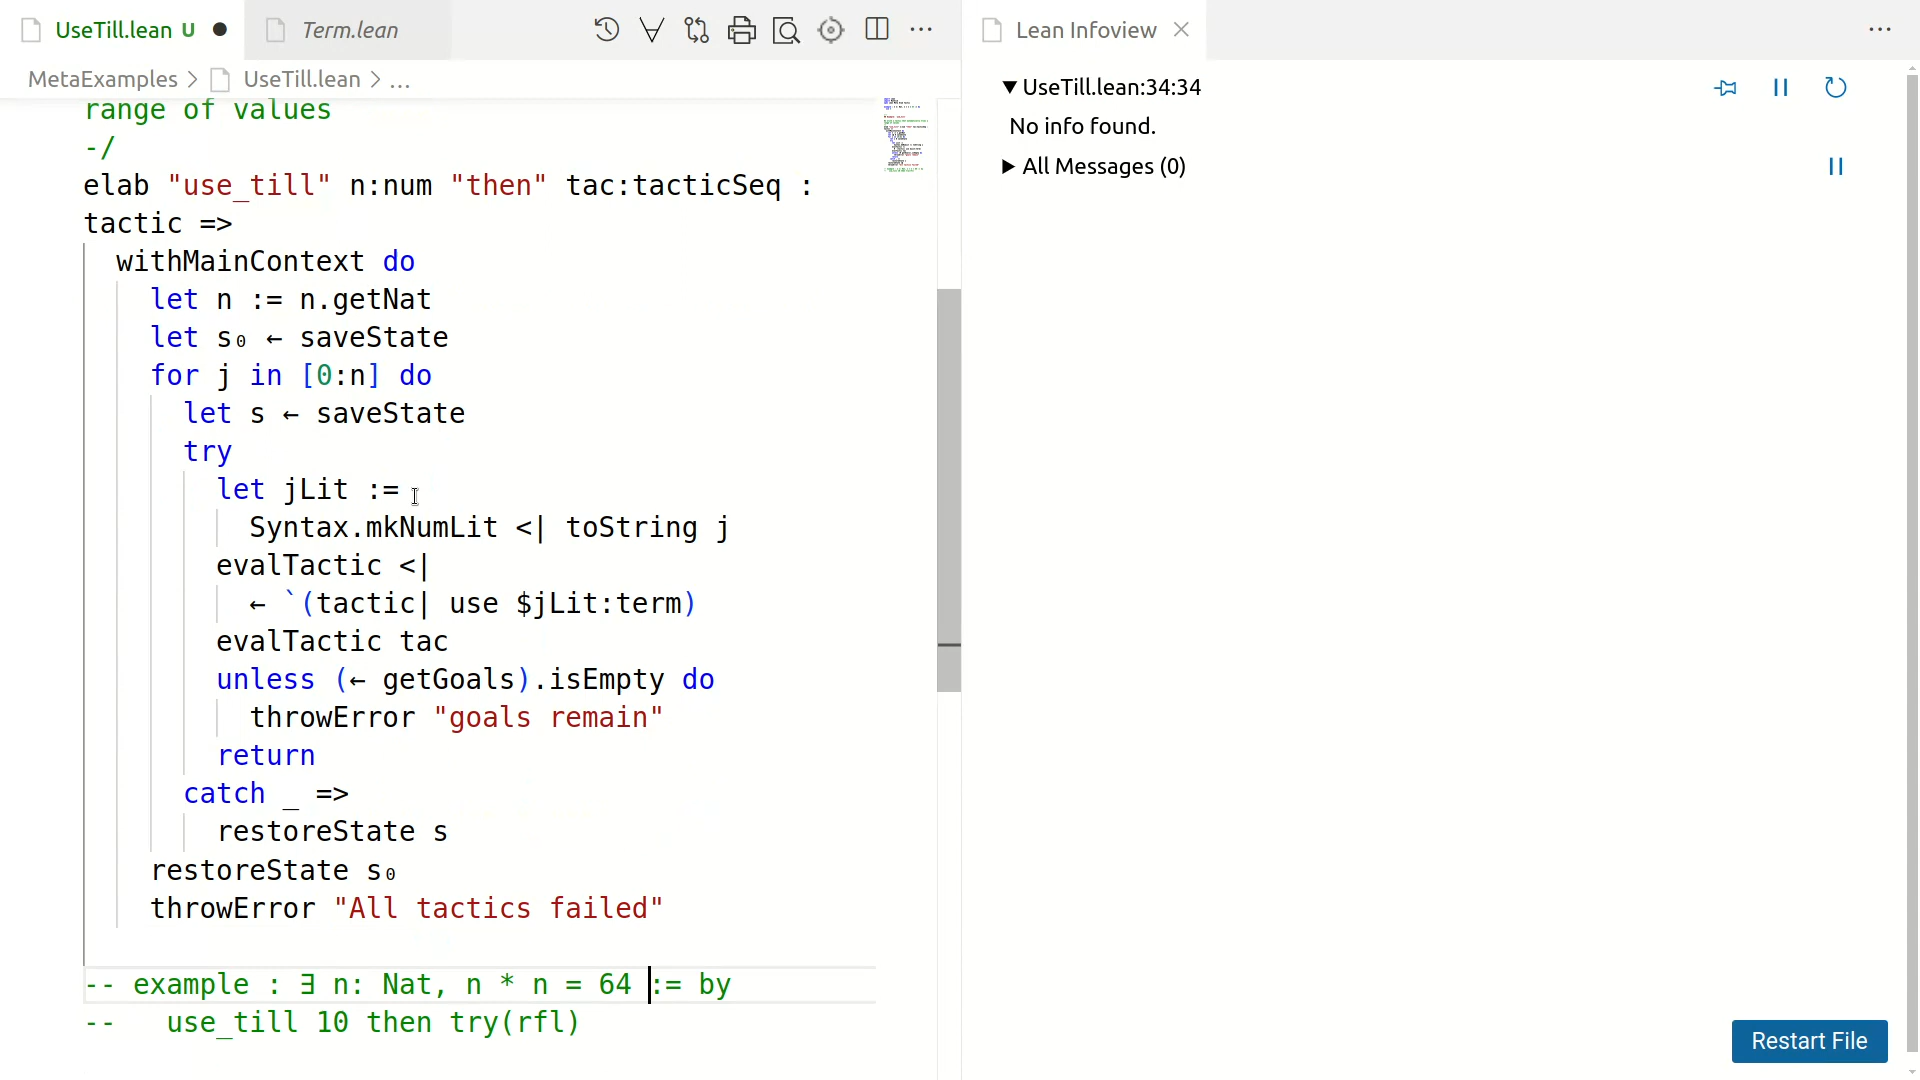 UseTill.lean U
Term.lean
Lean Infoview
MetaExamples > UseTill.lean > ...
range of values
-/
elab "use_till" n:num "then" tac:tacticSeq :
tactic =>
withMainContext do
let n := n.getNat
let s₀ ← saveState
for j in [0:n] do
let s ← saveState
try
let jLit :=
Syntax.mkNumLit <| toString j
evalTactic <|
← `(tactic| use $jLit:term)
evalTactic tac
unless (← getGoals).isEmpty do
throwError "goals remain"
return
catch _ =>
restoreState s
restoreState s₀
throwError "All tactics failed"
-- example : ∃ n: Nat, n * n = 64 := by
--   use_till 10 then try(rfl)
▼ UseTill.lean:34:34
No info found.
▶ All Messages (0)
Restart File